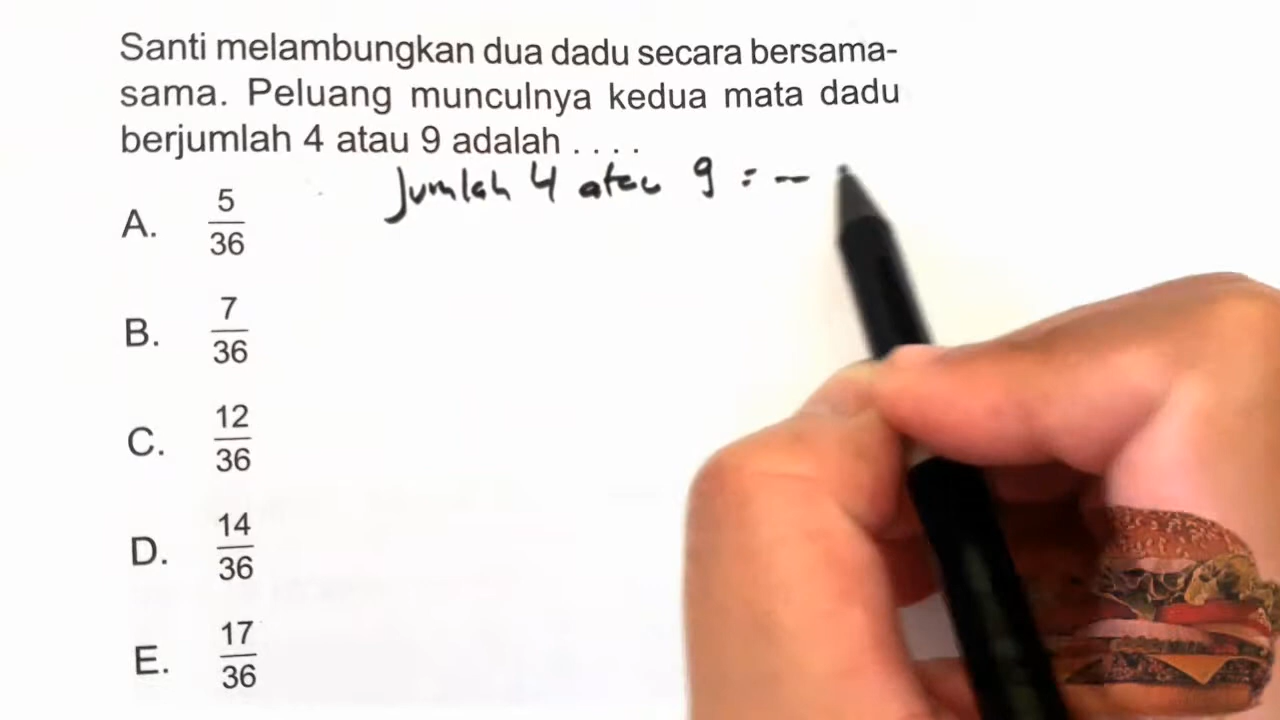 Santi melambungkan dua dadu secara bersama-
sama. Peluang munculnya kedua mata dadu
berjumlah 4 atau 9 adalah . . . .
Jumlah 4 atau 9 : -
A. 5/36
B. 7/36
C. 12/36
D. 14/36
E. 17/36